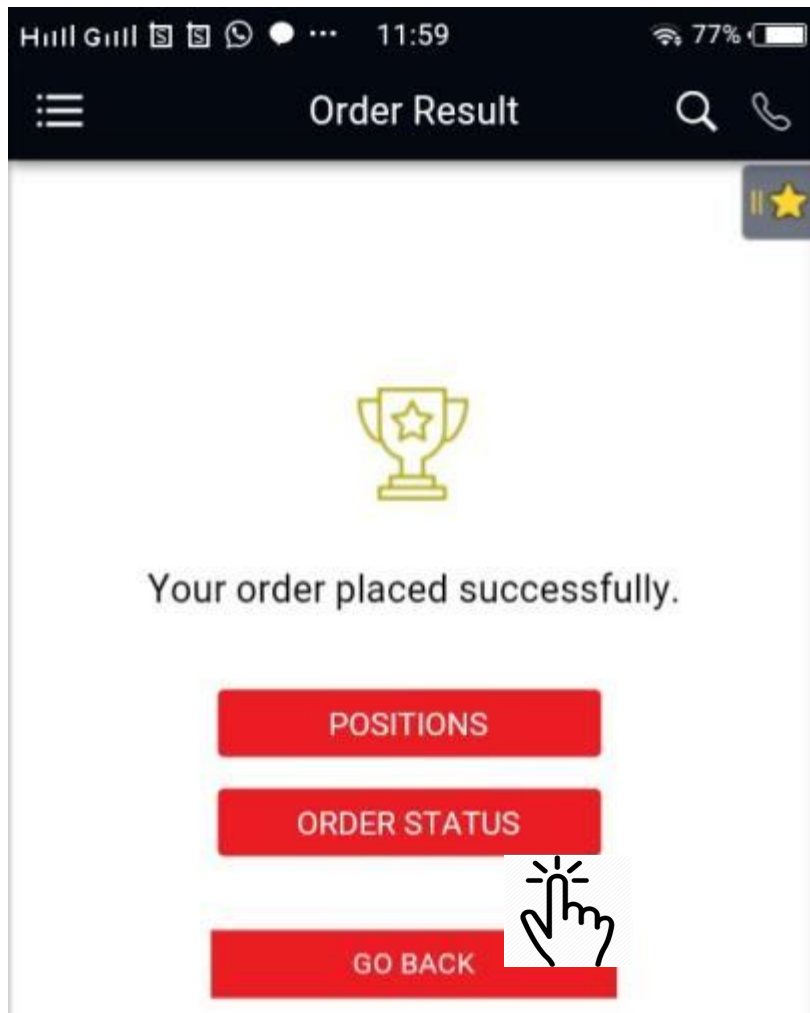 11:59
77%
Order Result
Your order placed successfully.
POSITIONS
ORDER STATUS
GO BACK